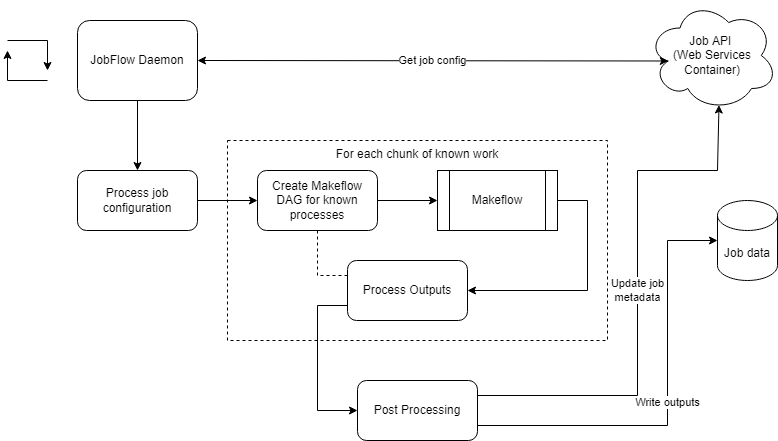 JobFlow Daemon
Get job config
Job API
(Web Services
Container)
For each chunk of known work
Process job
configuration
Create Makeflow
DAG for known
processes
Makeflow
Job data
Process Outputs
Update job
metadata
Post Processing
Write outputs